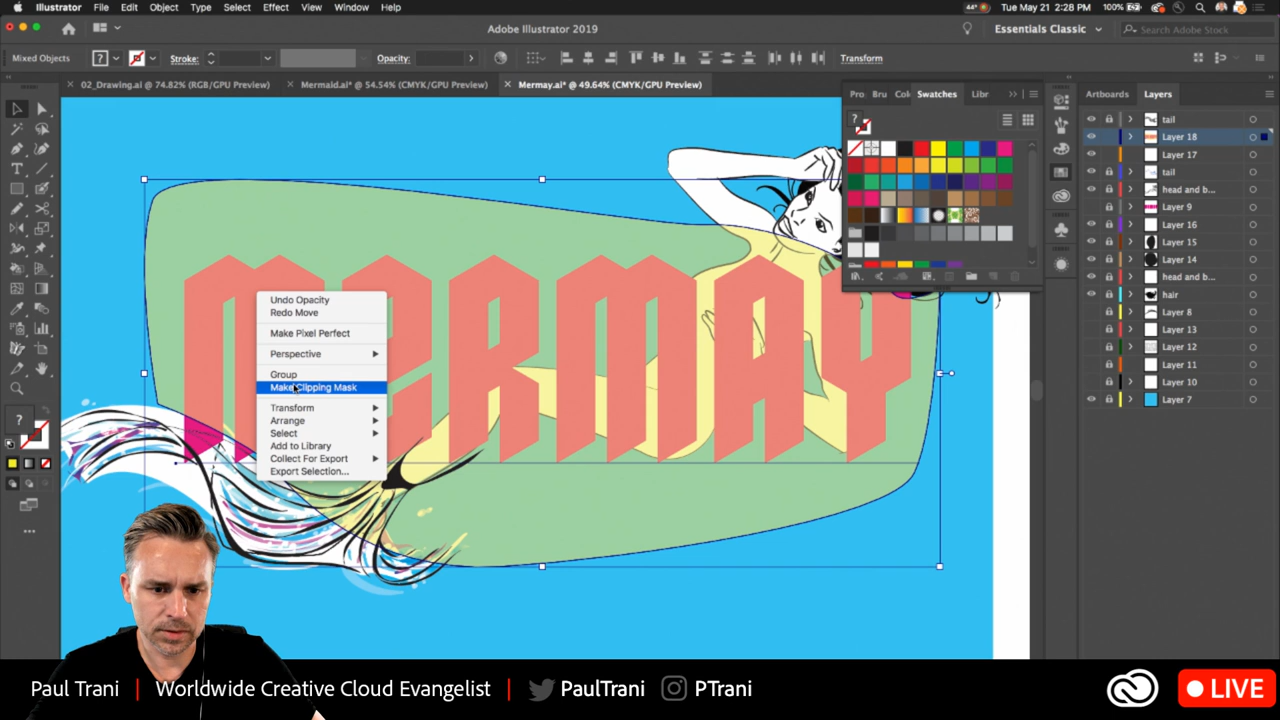 Illustrator File Edit Object Type Select Effect View Window Help
44° Tue May 21 2:28 PM 100%
Adobe Illustrator 2019
Essentials Classic
Search Adobe Stock
Mixed Objects
Stroke:
Opacity:
Transform
× 02_Drawing.ai @ 74.82% (RGB/GPU Preview)
× Mermaid.ai* @ 54.54% (CMYK/GPU Preview)
× Mermay.ai* @ 49.64% (CMYK/GPU Preview)
Pro Bru Col Swatches Libr
Artboards Layers
tail
Layer 18
Layer 17
tail
head and b...
Layer 9
Layer 16
Layer 15
Layer 14
head and b...
hair
Layer 8
Layer 13
Layer 12
Layer 11
Layer 10
Layer 7
MERMAY
Undo Opacity
Redo Move
Make Pixel Perfect
Perspective
Group
Make Clipping Mask
Transform
Arrange
Select
Add to Library
Collect For Export
Export Selection...
Paul Trani | Worldwide Creative Cloud Evangelist | PaulTrani PTrani
LIVE